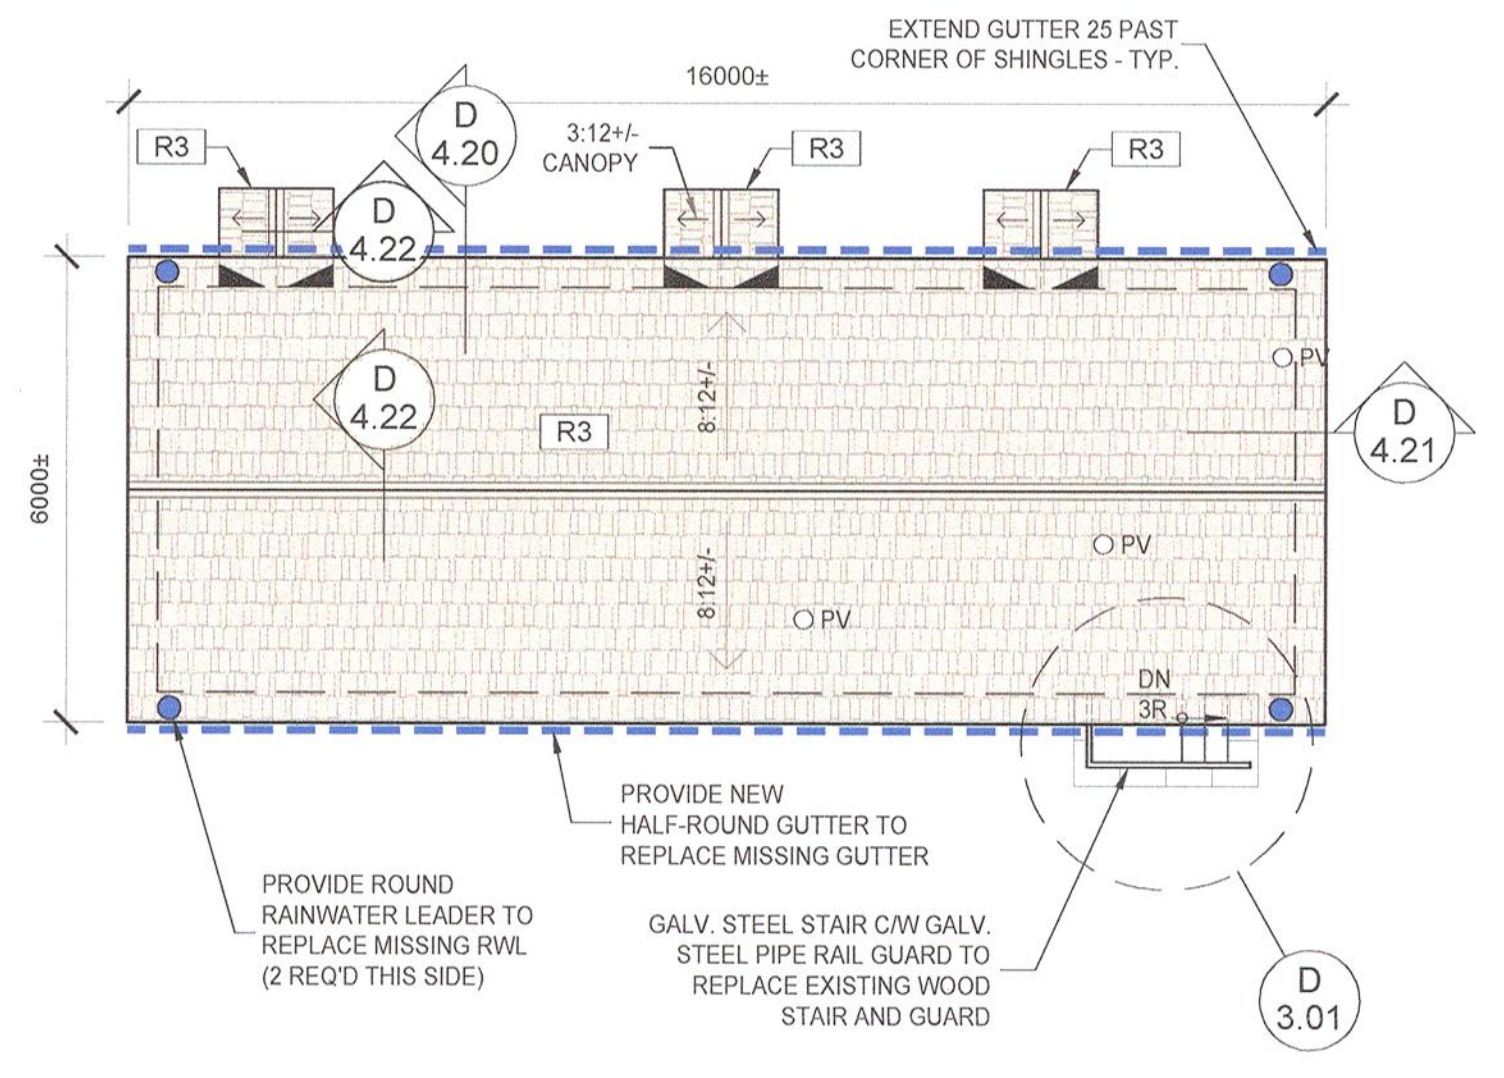 EXTEND GUTTER 25 PAST
CORNER OF SHINGLES - TYP.
16000±
D
4.20
R3
3:12+/-
CANOPY
R3
R3
D
4.22
PV
D
4.22
8:12+/-
R3
D
4.21
6000±
PV
8:12+/-
PV
DN
3R
PROVIDE NEW
HALF-ROUND GUTTER TO
REPLACE MISSING GUTTER
PROVIDE ROUND
RAINWATER LEADER TO
REPLACE MISSING RWL
(2 REQ'D THIS SIDE)
GALV. STEEL STAIR C/W GALV.
STEEL PIPE RAIL GUARD TO
REPLACE EXISTING WOOD
STAIR AND GUARD
D
3.01